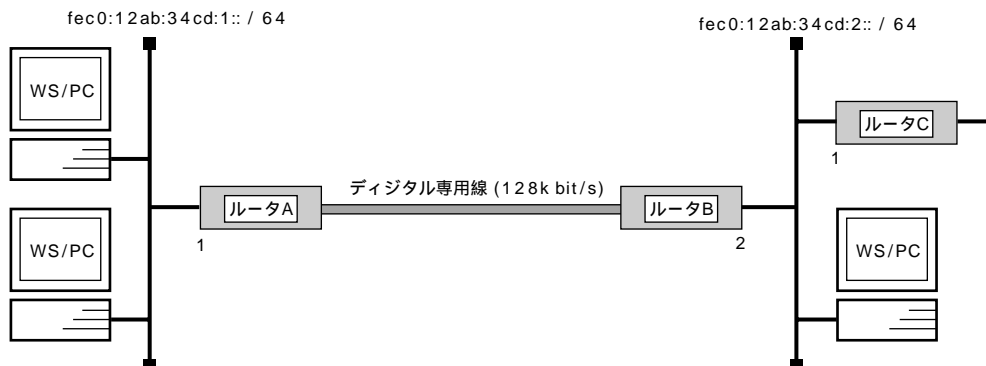 fec0:12ab:34cd:1:: / 64
fec0:12ab:34cd:2:: / 64
WS/PC
ルータC
1
ディジタル専用線 (128k bit/s)
ルータA
ルータB
1
2
WS/PC
WS/PC